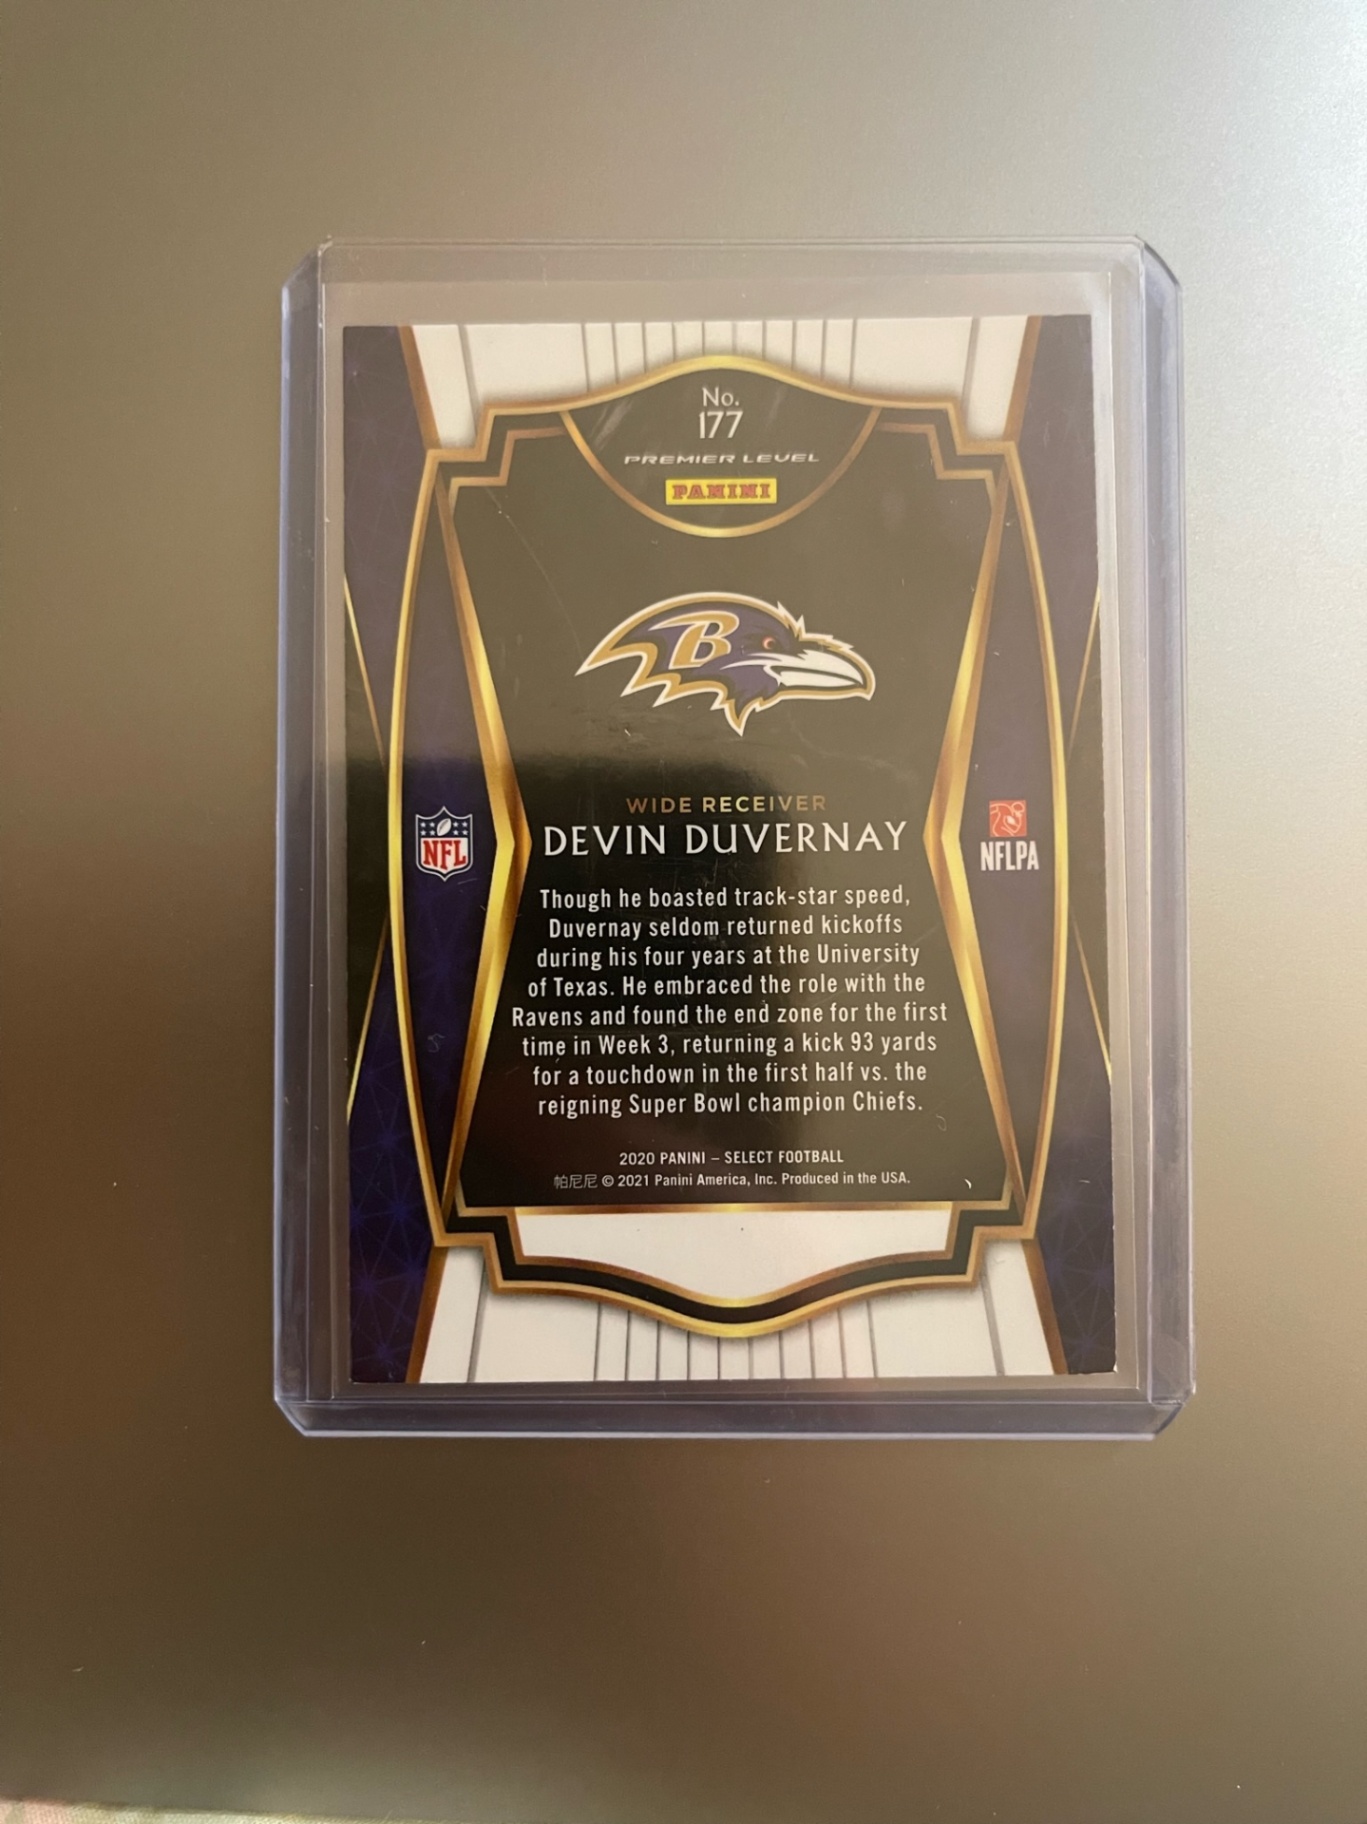 No.
177
PREMIER LEVEL
PANINI
B
WIDE RECEIVER
DEVIN DUVERNAY
NFL
NFLPA
Though he boasted track-star speed,
Duvernay seldom returned kickoffs
during his four years at the University
of Texas. He embraced the role with the
Ravens and found the end zone for the first
time in Week 3, returning a kick 93 yards
for a touchdown in the first half vs. the
reigning Super Bowl champion Chiefs.
2020 PANINI – SELECT FOOTBALL
帕尼尼 © 2021 Panini America, Inc. Produced in the USA.